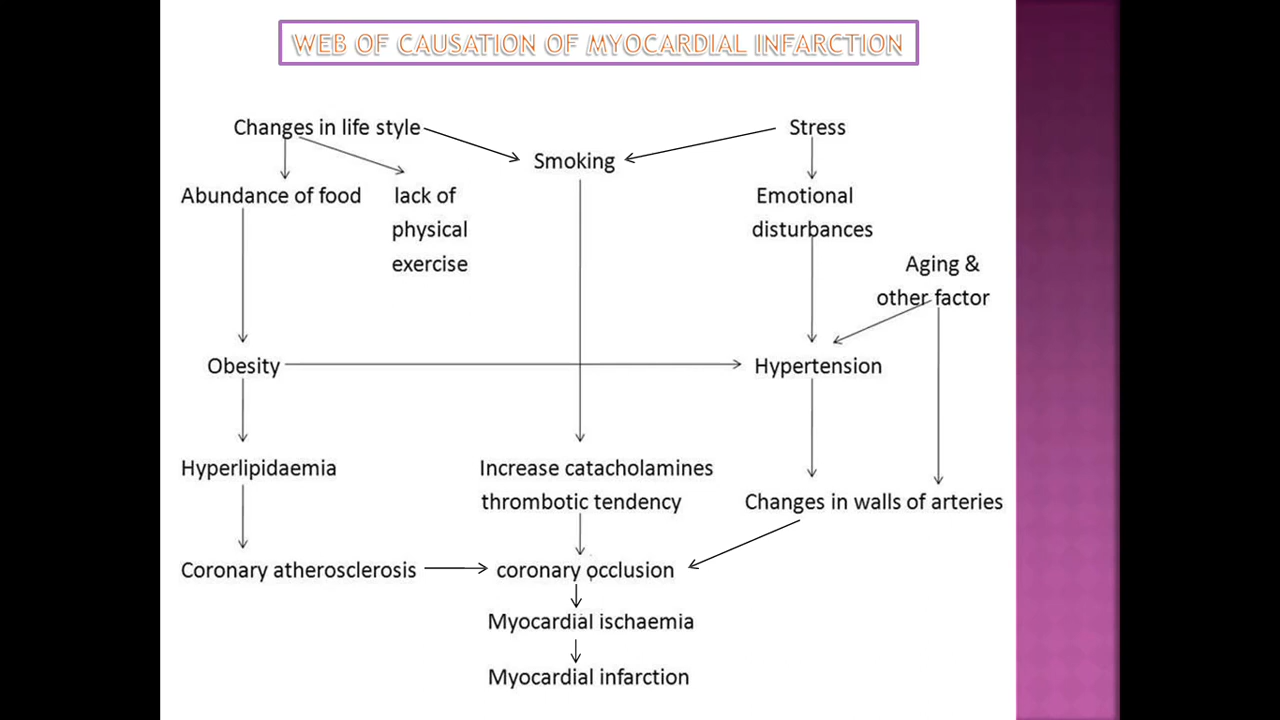 WEB OF CAUSATION OF MYOCARDIAL INFARCTION
Changes in life style
Stress
Smoking
Abundance of food
lack of
physical
exercise
Emotional
disturbances
Aging &
other factor
Obesity
Hypertension
Hyperlipidaemia
Increase catacholamines
thrombotic tendency
Changes in walls of arteries
Coronary atherosclerosis
coronary occlusion
Myocardial ischaemia
Myocardial infarction